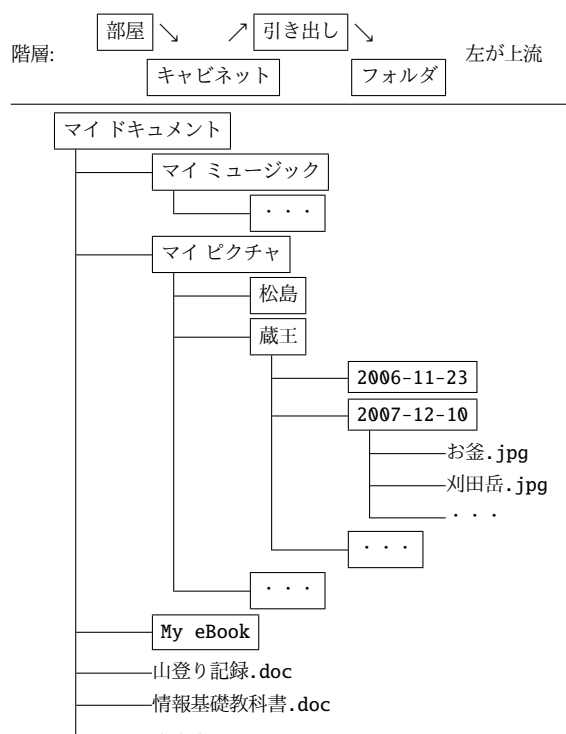 階層: 部屋 ↘ ↗ 引き出し ↘ 左が上流
キャビネット フォルダ
マイ ドキュメント
マイ ミュージック
・・・
マイ ピクチャ
松島
蔵王
2006-11-23
2007-12-10
お釜.jpg
刈田岳.jpg
・・・
・・・
・・・
My eBook
山登り記録.doc
情報基礎教科書.doc